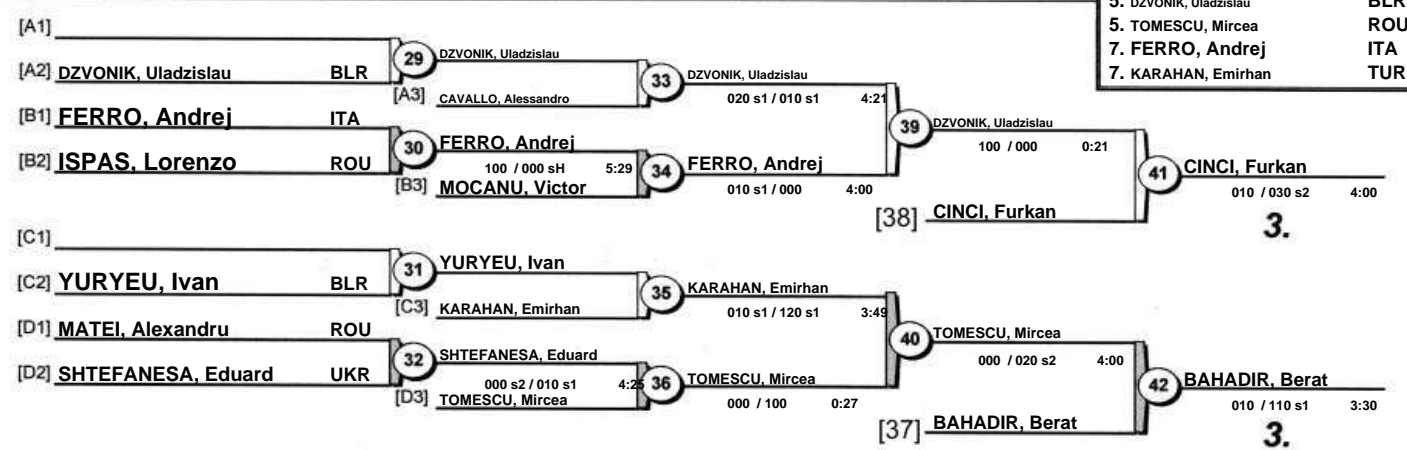 5. DZVONIK, Uladzislau BLR
5. TOMESCU, Mircea ROU
7. FERRO, Andrej ITA
7. KARAHAN, Emirhan TUR
[A1]
[A2] DZVONIK, Uladzislau BLR
29 DZVONIK, Uladzislau
[A3] CAVALLO, Alessandro
33 DZVONIK, Uladzislau
020 s1 / 010 s1 4:21
[B1] FERRO, Andrej ITA
[B2] ISPAS, Lorenzo ROU
30 FERRO, Andrej
100 / 000 sH 5:29
[B3] MOCANU, Victor
34 FERRO, Andrej
010 s1 / 000 4:00
39 DZVONIK, Uladzislau
100 / 000 0:21
[38] CINCI, Furkan
41 CINCI, Furkan
010 / 030 s2 4:00
3.
[C1]
[C2] YURYEU, Ivan BLR
31 YURYEU, Ivan
[C3] KARAHAN, Emirhan
35 KARAHAN, Emirhan
010 s1 / 120 s1 3:49
[D1] MATEI, Alexandru ROU
[D2] SHTEFANESA, Eduard UKR
32 SHTEFANESA, Eduard
000 s2 / 010 s1 4:25
[D3] TOMESCU, Mircea
36 TOMESCU, Mircea
000 / 100 0:27
40 TOMESCU, Mircea
000 / 020 s2 4:00
[37] BAHADIR, Berat
42 BAHADIR, Berat
010 / 110 s1 3:30
3.